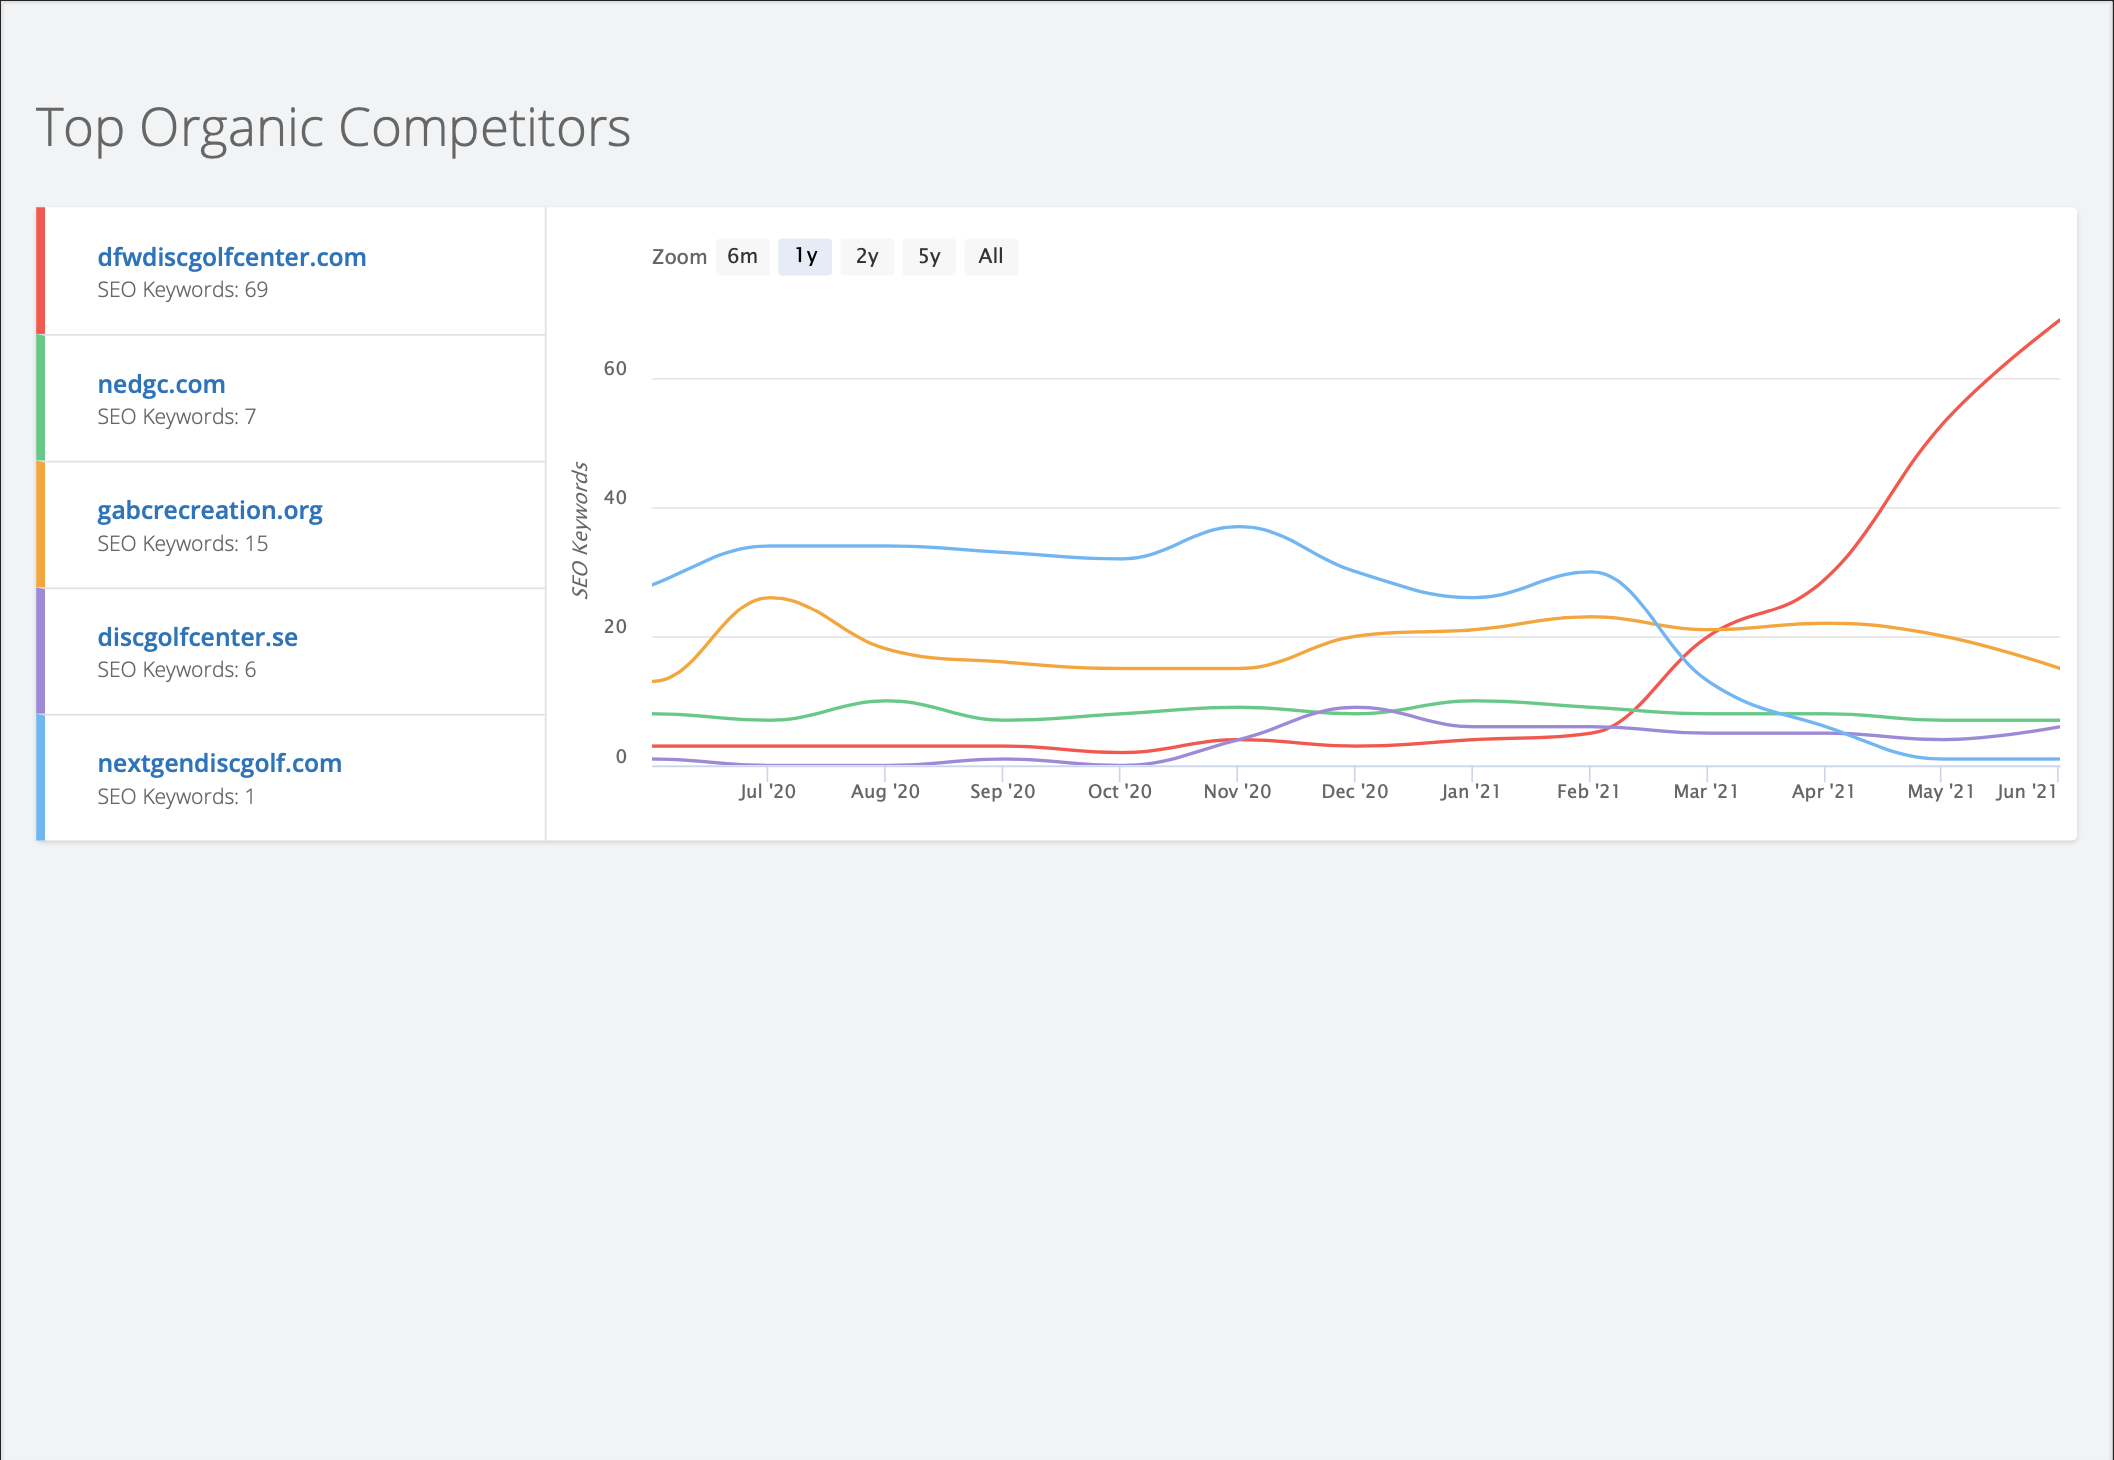 Top Organic Competitors
dfwdiscgolfcenter.com
SEO Keywords: 69
nedgc.com
SEO Keywords: 7
gabcrecreation.org
SEO Keywords: 15
discgolfcenter.se
SEO Keywords: 6
nextgendiscgolf.com
SEO Keywords: 1
Zoom 6m 1y 2y 5y All
SEO Keywords
60
40
20
0
Jul '20 Aug '20 Sep '20 Oct '20 Nov '20 Dec '20 Jan '21 Feb '21 Mar '21 Apr '21 May '21 Jun '21